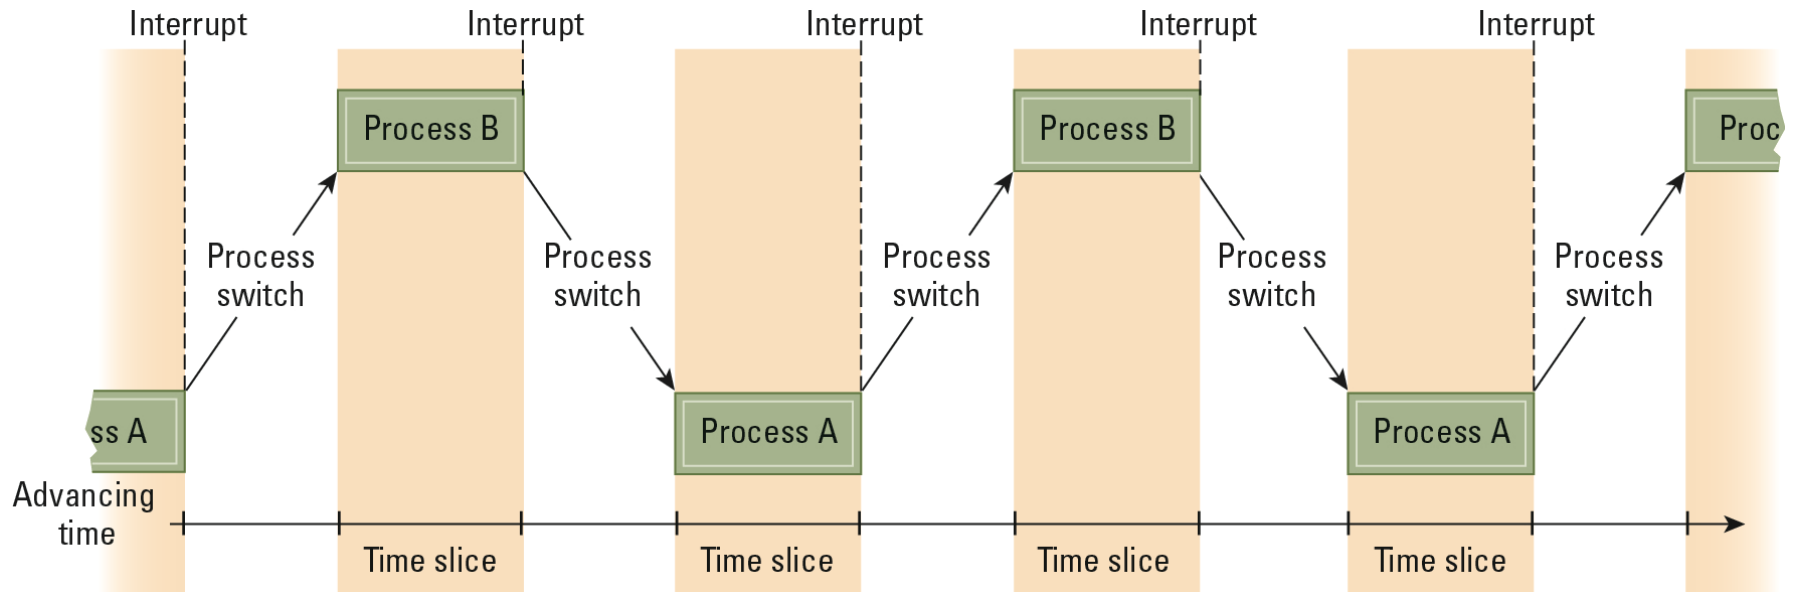 Interrupt
Interrupt
Interrupt
Interrupt
Interrupt
Process B
Process B
Proc
Process
switch
Process
switch
Process
switch
Process
switch
Process
switch
ss A
Process A
Process A
Advancing
time
Time slice
Time slice
Time slice
Time slice